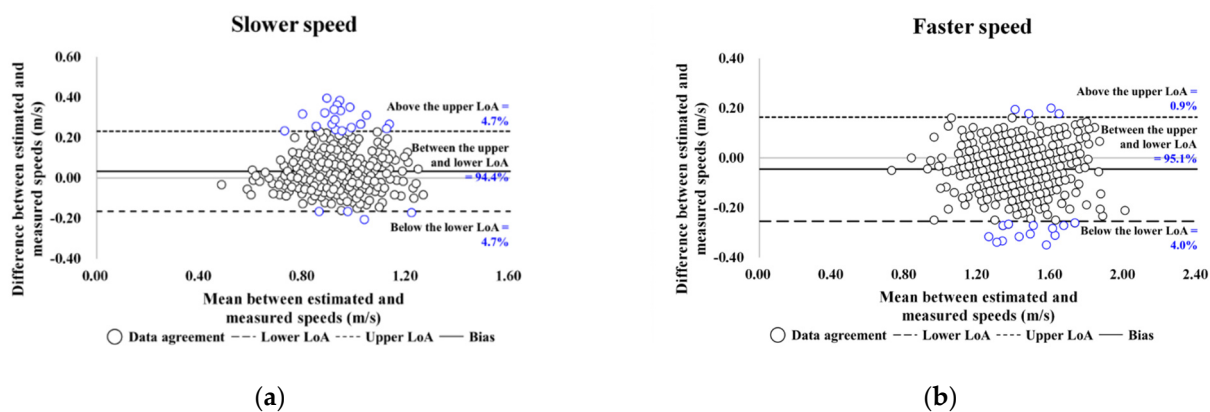 Slower speed
Difference between estimated and
measured speeds (m/s)
0.60
0.40
0.20
0.00
-0.20
-0.40
Above the upper LoA =
4.7%
Between the upper
and lower LoA
= 94.4%
Below the lower LoA =
4.7%
0.00 0.40 0.80 1.20 1.60
Mean between estimated and
measured speeds (m/s)
Data agreement Lower LoA Upper LoA Bias
(a)
Faster speed
Difference between estimated and
measured speeds (m/s)
0.40
0.20
0.00
-0.20
-0.40
Above the upper LoA =
0.9%
Between the upper
and lower LoA
= 95.1%
Below the lower LoA =
4.0%
0.00 0.40 0.80 1.20 1.60 2.00 2.40
Mean between estimated and
measured speeds (m/s)
Data agreement Lower LoA Upper LoA Bias
(b)